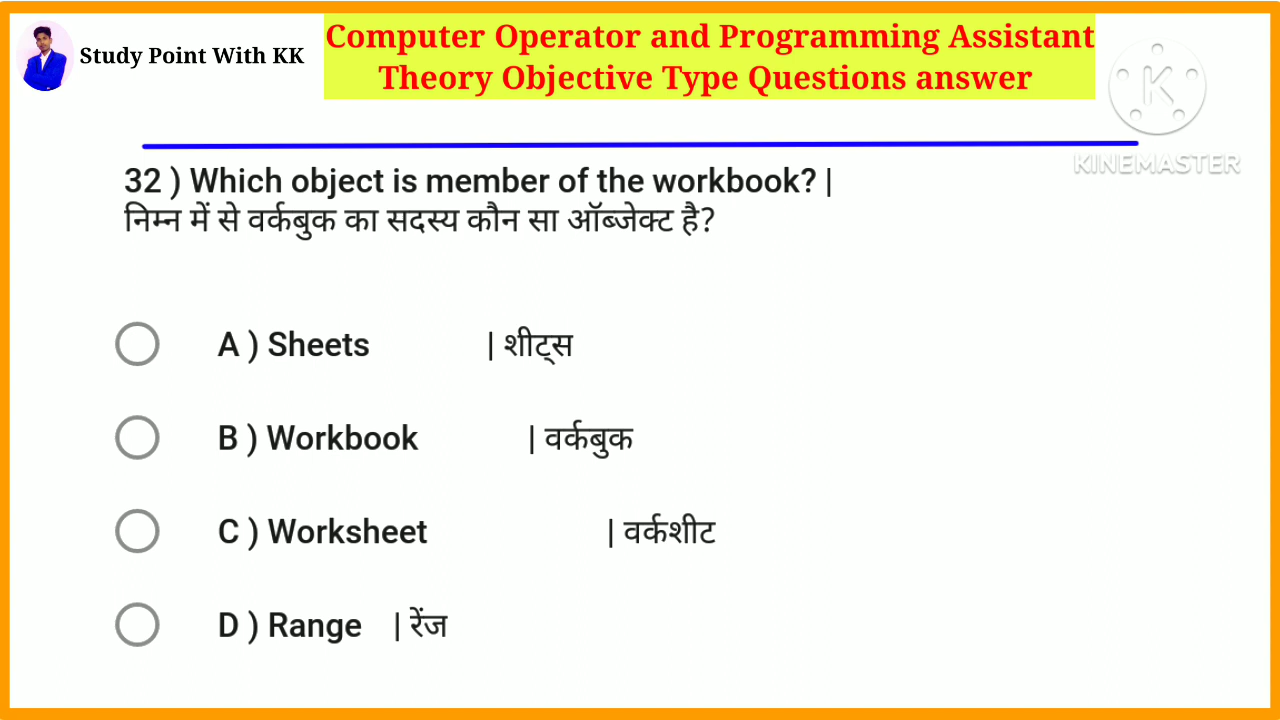 Study Point With KK
Computer Operator and Programming Assistant
Theory Objective Type Questions answer
K
KINEMASTER
32 ) Which object is member of the workbook? |
निम्न में से वर्कबुक का सदस्य कौन सा ऑब्जेक्ट है?
A ) Sheets | शीट्स
B ) Workbook | वर्कबुक
C ) Worksheet | वर्कशीट
D ) Range | रेंज